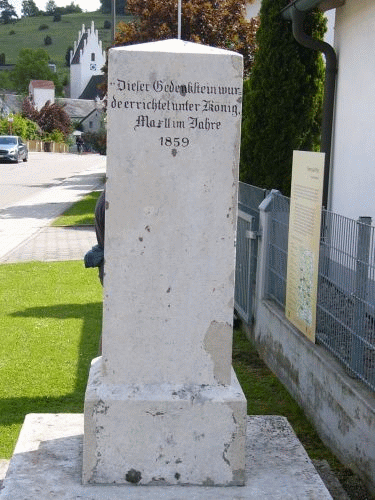 "Dieser Gedenkstein wur-
de errichtet unter König.
Max II im Jahre
1859